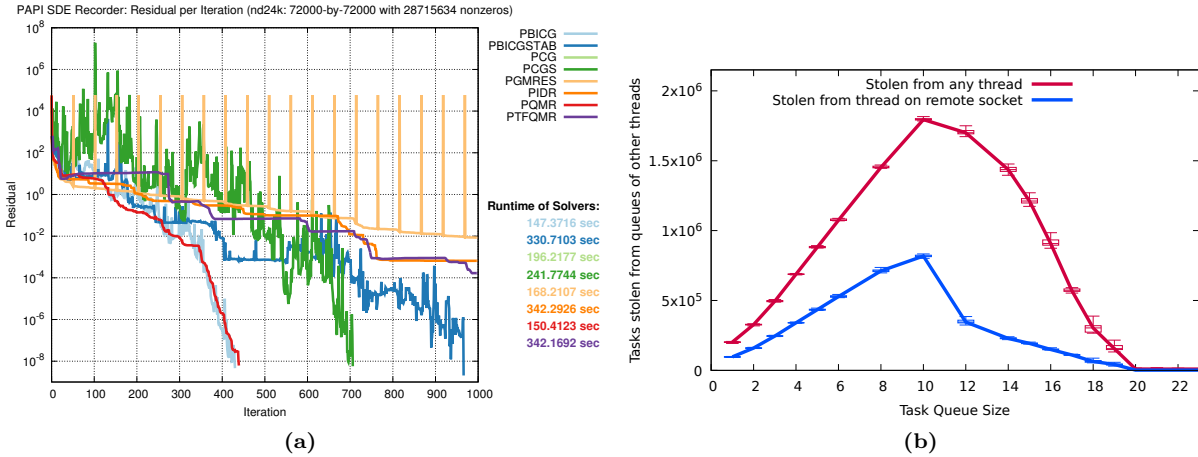 PAPI SDE Recorder: Residual per Iteration (nd24k: 72000-by-72000 with 28715634 nonzeros)
10^8
10^6
10^4
10^2
10^0
10^-2
10^-4
10^-6
10^-8
Residual
0 100 200 300 400 500 600 700 800 900 1000
Iteration
PBICG
PBICGSTAB
PCG
PCGS
PGMRES
PIDR
PQMR
PTFQMR
Runtime of Solvers:
147.3716 sec
330.7103 sec
196.2177 sec
241.7744 sec
168.2107 sec
342.2926 sec
150.4123 sec
342.1692 sec
(a)
Tasks stolen from queues of other threads
2x10^6
1.5x10^6
1x10^6
5x10^5
0
Stolen from any thread
Stolen from thread on remote socket
0 2 4 6 8 10 12 14 16 18 20 22
Task Queue Size
(b)